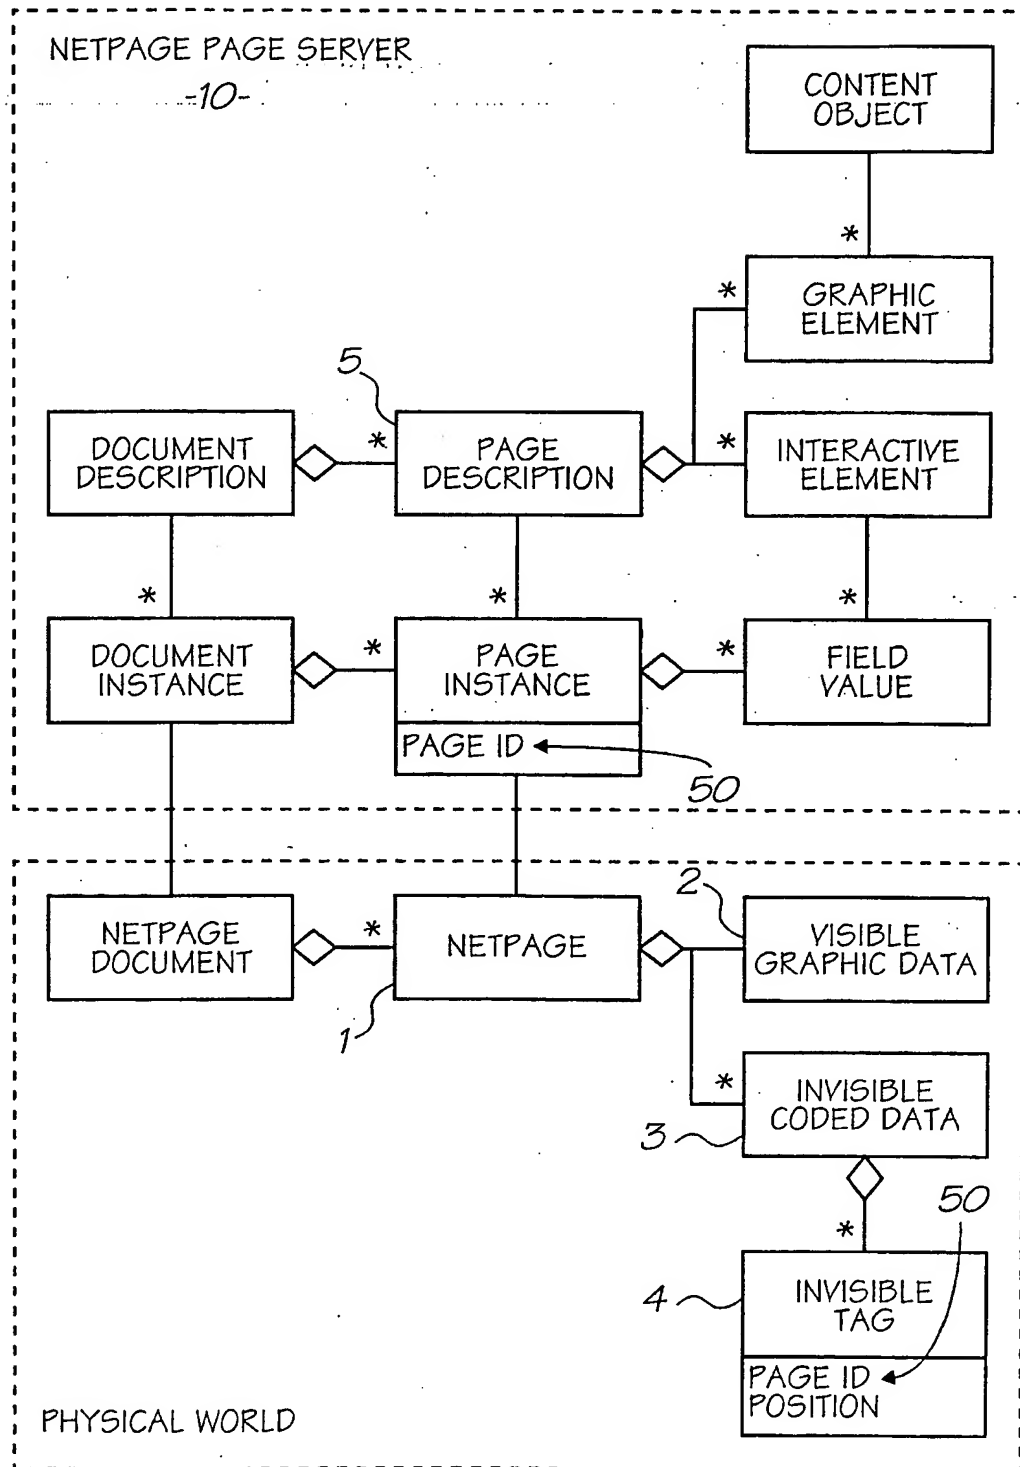 NETPAGE PAGE SERVER
-10-
CONTENT
OBJECT
*
*
GRAPHIC
ELEMENT
5
DOCUMENT
DESCRIPTION
*
PAGE
DESCRIPTION
*
INTERACTIVE
ELEMENT
*
*
*
DOCUMENT
INSTANCE
*
PAGE
INSTANCE
*
FIELD
VALUE
PAGE ID
50
NETPAGE
DOCUMENT
*
NETPAGE
1
2
VISIBLE
GRAPHIC DATA
*
3
INVISIBLE
CODED DATA
50
*
4
INVISIBLE
TAG
PAGE ID
POSITION
PHYSICAL WORLD